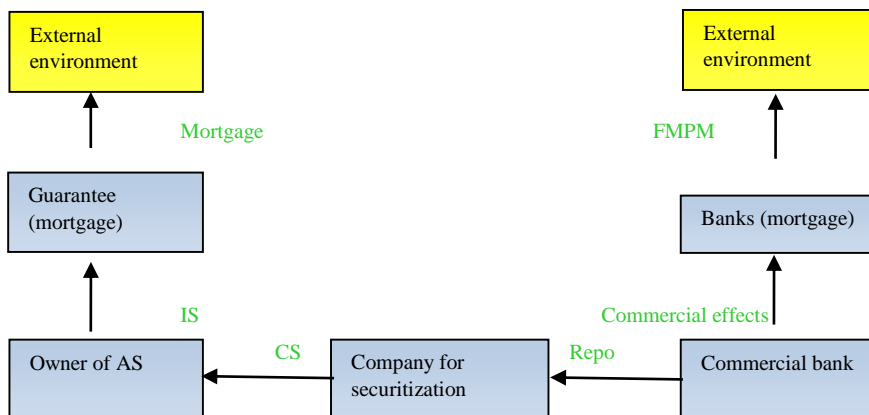 External
environment
External
environment
Mortgage
FMPM
Guarantee
(mortgage)
Banks (mortgage)
IS
Commercial effects
Owner of AS
CS
Company for
securitization
Repo
Commercial bank